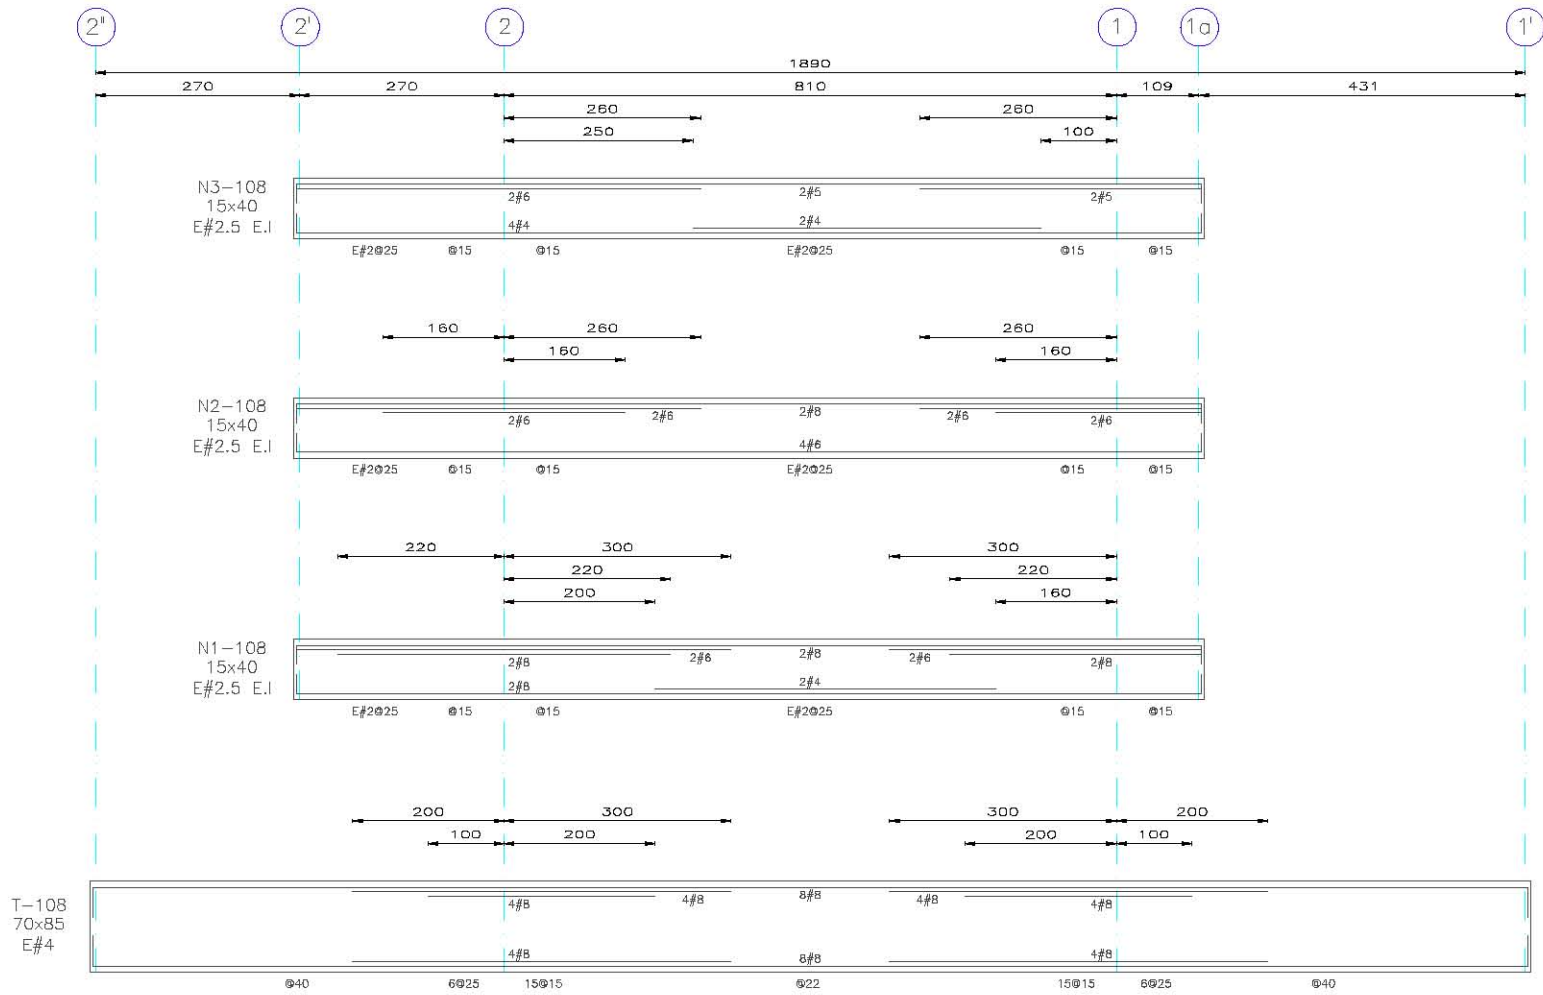 2" 2' 2 1 1a 1'
1890
270 270 810 109 431
260 260
250 100
N3-108
15x40
E#2.5 E.I
2#6 2#5 2#5
4#4 2#4
E#2@25 @15 @15 E#2@25 @15 @15
160 260 260
160 160
N2-108
15x40
E#2.5 E.I
2#6 2#6 2#8 2#6 2#6
4#6
E#2@25 @15 @15 E#2@25 @15 @15
220 300 300
220 220
200 160
N1-108
15x40
E#2.5 E.I
2#8 2#6 2#8 2#6 2#8
2#8 2#4
E#2@25 @15 @15 E#2@25 @15 @15
200 300 300 200
100 200 200 100
T-108
70x85
E#4
4#8 4#8 8#8 4#8 4#8
4#8 8#8 4#8
@40 6@25 15@15 @22 15@15 6@25 @40